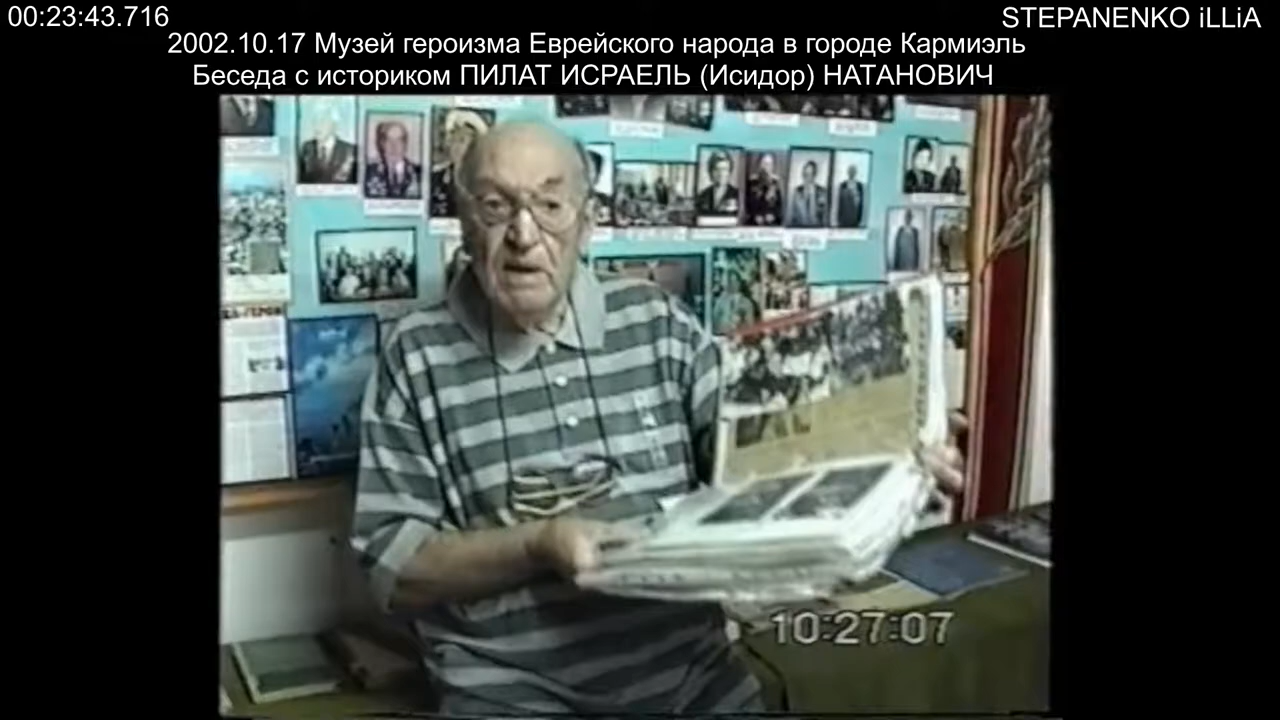 00:23:43.716
STEPANENKO iLLiA
2002.10.17 Музей героизма Еврейского народа в городе Кармиэль
Беседа с историком ПИЛАТ ИСРАЕЛЬ (Исидор) НАТАНОВИЧ
10:27:07